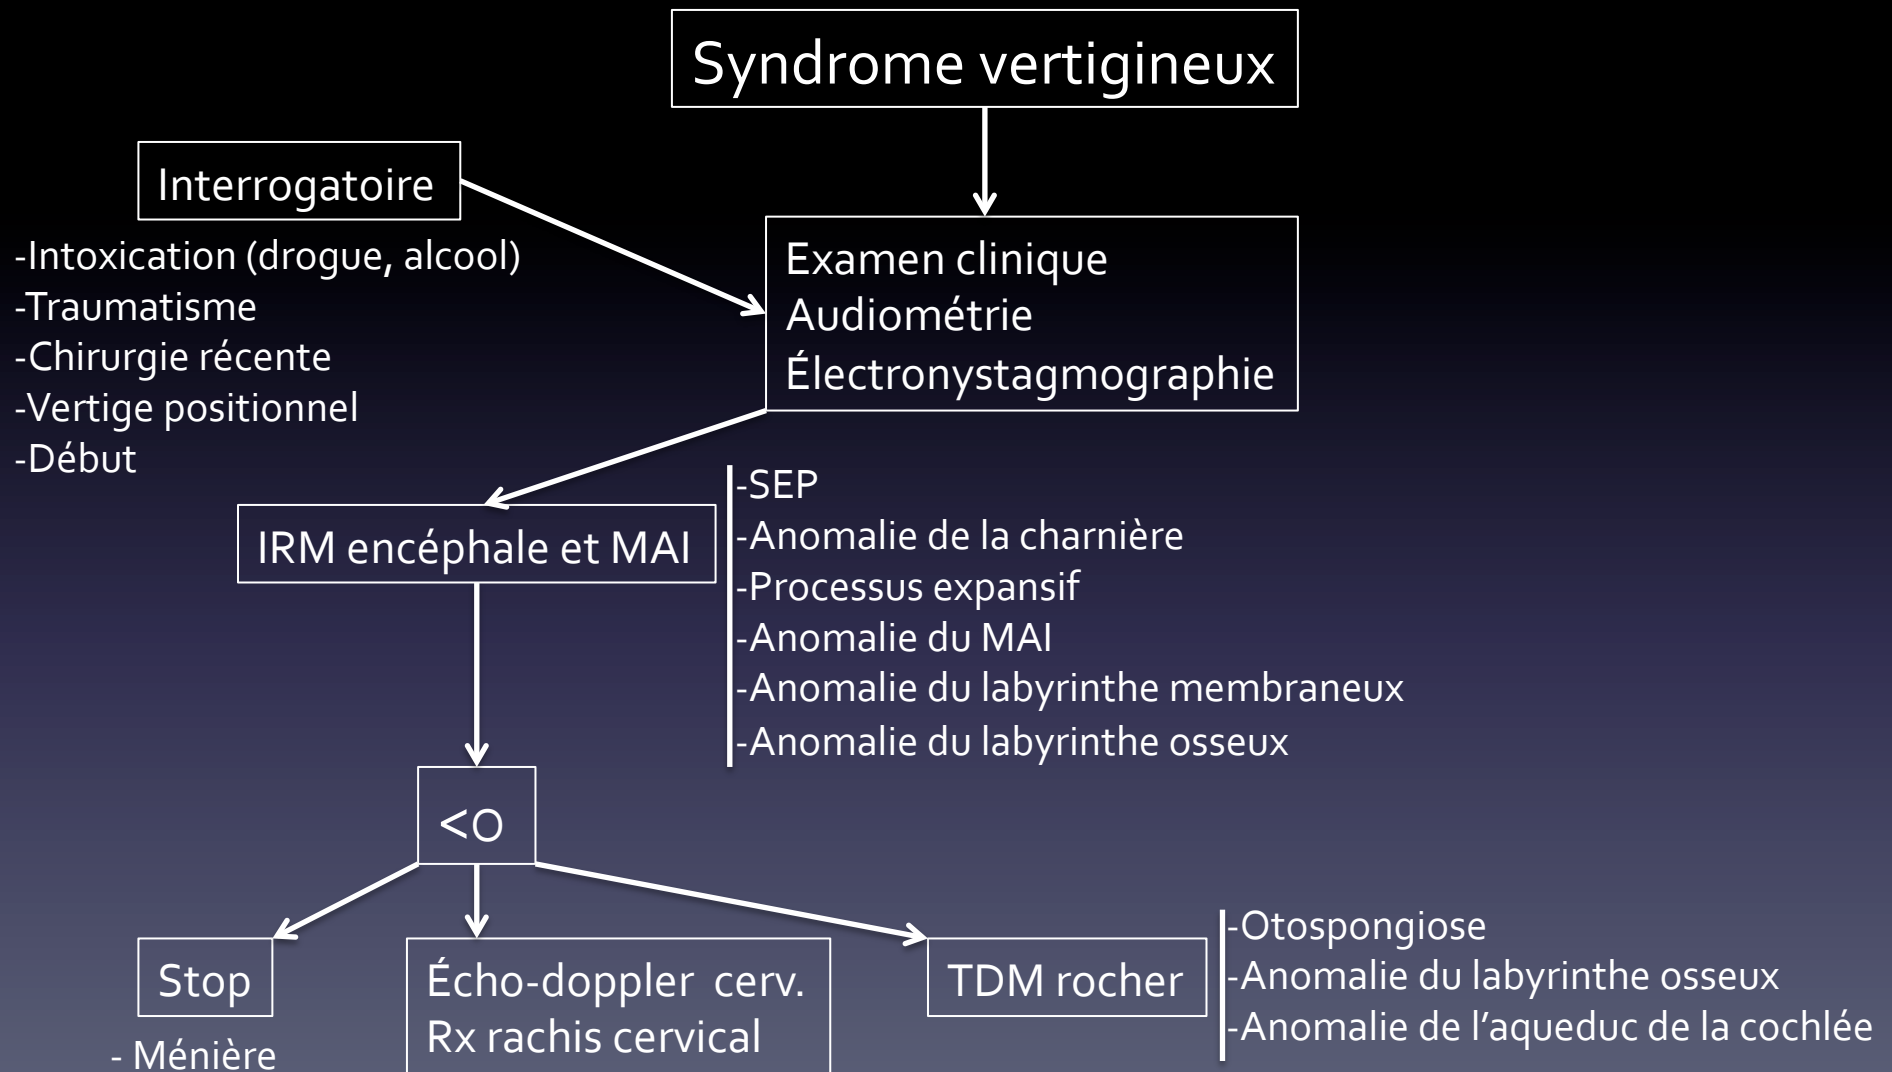 Syndrome vertigineux
Interrogatoire
-Intoxication (drogue, alcool)
-Traumatisme
-Chirurgie récente
-Vertige positionnel
-Début
Examen clinique
Audiométrie
Électronystagmographie
IRM encéphale et MAI
-SEP
-Anomalie de la charnière
-Processus expansif
-Anomalie du MAI
-Anomalie du labyrinthe membraneux
-Anomalie du labyrinthe osseux
<0
Stop
- Ménière
Écho-doppler cerv.
Rx rachis cervical
TDM rocher
-Otospongiose
-Anomalie du labyrinthe osseux
-Anomalie de l’aqueduc de la cochlée